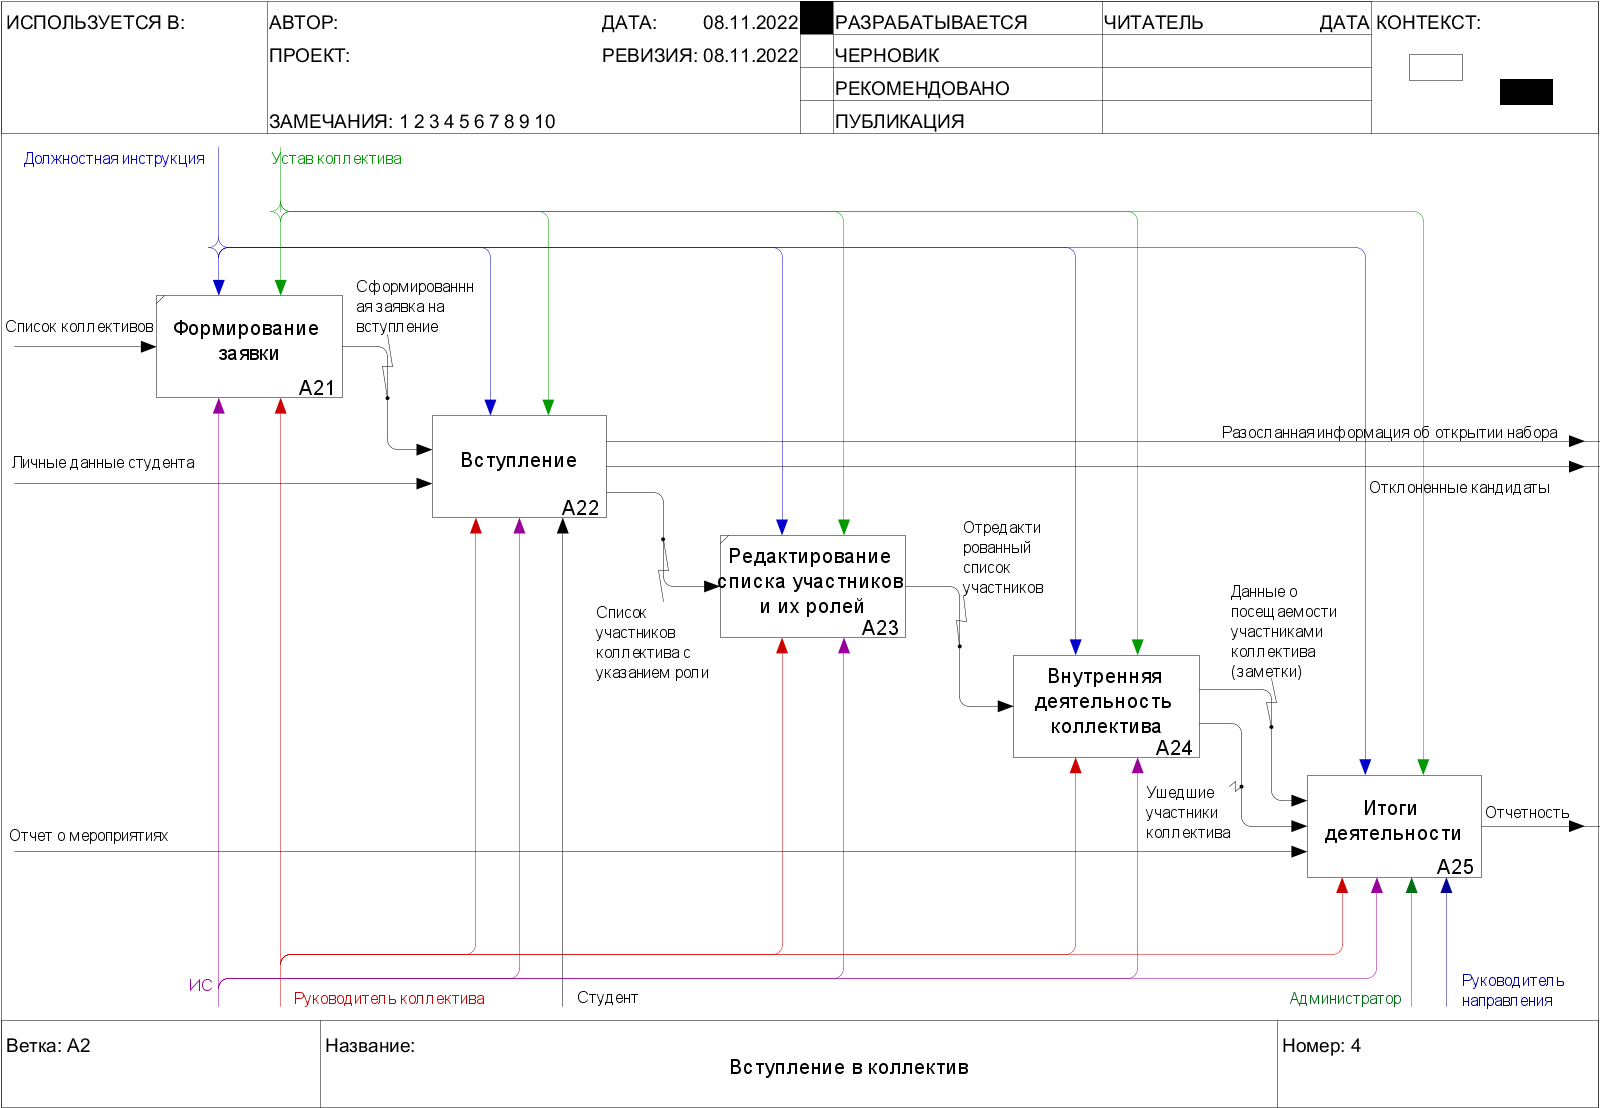 ИСПОЛЬЗУЕТСЯ В:
АВТОР:
ДАТА: 08.11.2022
РАЗРАБАТЫВАЕТСЯ
ЧИТАТЕЛЬ
ДАТА
КОНТЕКСТ:
ПРОЕКТ:
РЕВИЗИЯ: 08.11.2022
ЧЕРНОВИК
РЕКОМЕНДОВАНО
ЗАМЕЧАНИЯ: 1 2 3 4 5 6 7 8 9 10
ПУБЛИКАЦИЯ
Должностная инструкция
Устав коллектива
Сформированнн
ая заявка на
вступление
Список коллективов
Формирование
заявки
A21
Разосланная информация об открытии набора
Личные данные студента
Вступление
A22
Отклоненные кандидаты
Отредакти
рованный
список
участников
Редактирование
списка участников
и их ролей
A23
Список
участников
коллектива с
указанием роли
Данные о
посещаемости
участниками
коллектива
(заметки)
Внутренняя
деятельность
коллектива
A24
Ушедшие
участники
коллектива
Отчет о мероприятиях
Итоги
деятельности
A25
Отчетность
ИС
Руководитель коллектива
Студент
Администратор
Руководитель
направления
Ветка: A2
Название:
Вступление в коллектив
Номер: 4